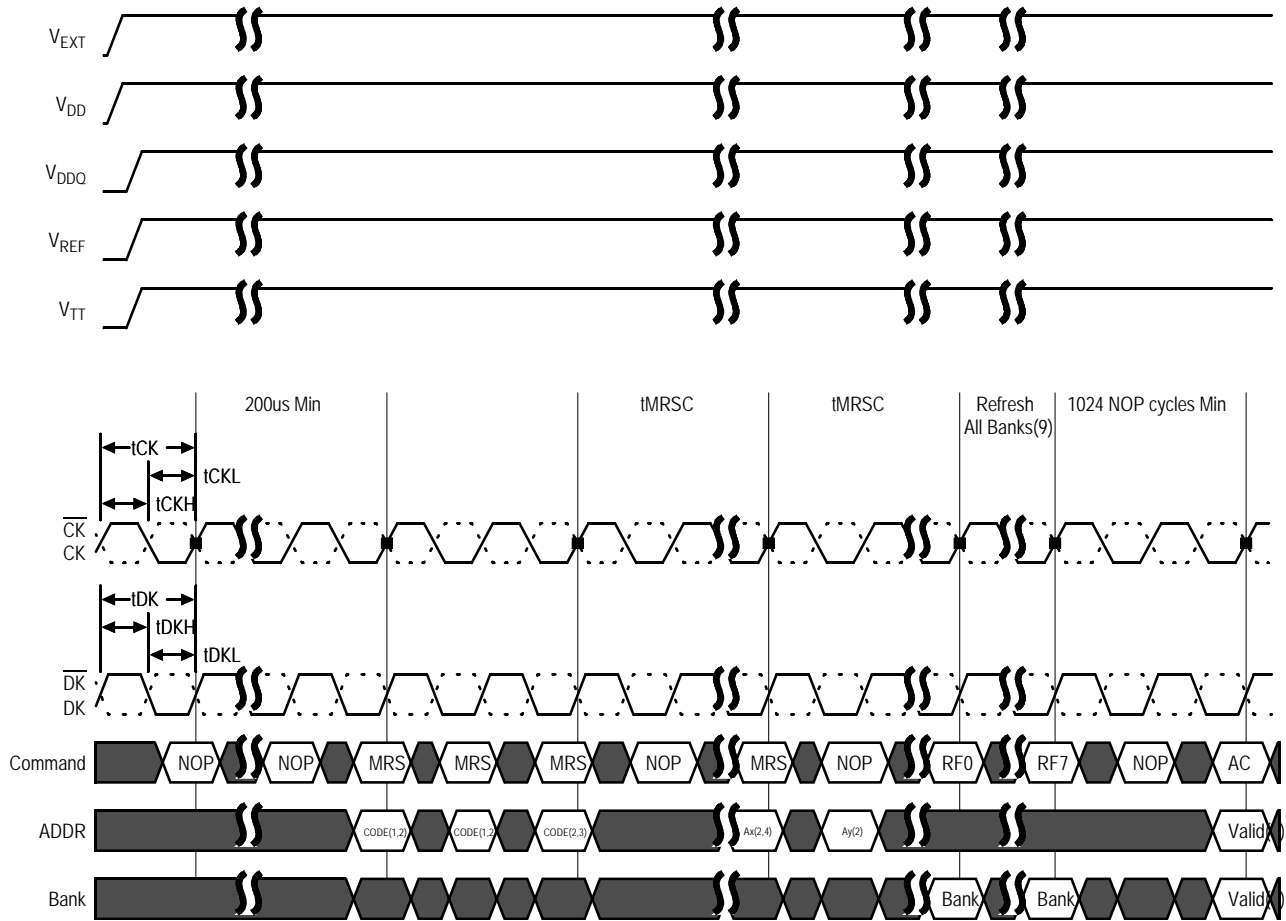 VEXT
VDD
VDDQ
VREF
VTT
200us Min
tMRSC
tMRSC
Refresh
All Banks(9)
1024 NOP cycles Min
tCK
tCKL
tCKH
CK
CK
tDK
tDKH
tDKL
DK
DK
Command NOP NOP MRS MRS MRS NOP MRS NOP RF0 RF7 NOP AC
ADDR CODE(1,2) CODE(1,2) CODE(2,3) Ax(2,4) Ay(2) Valid
Bank Bank Bank Valid